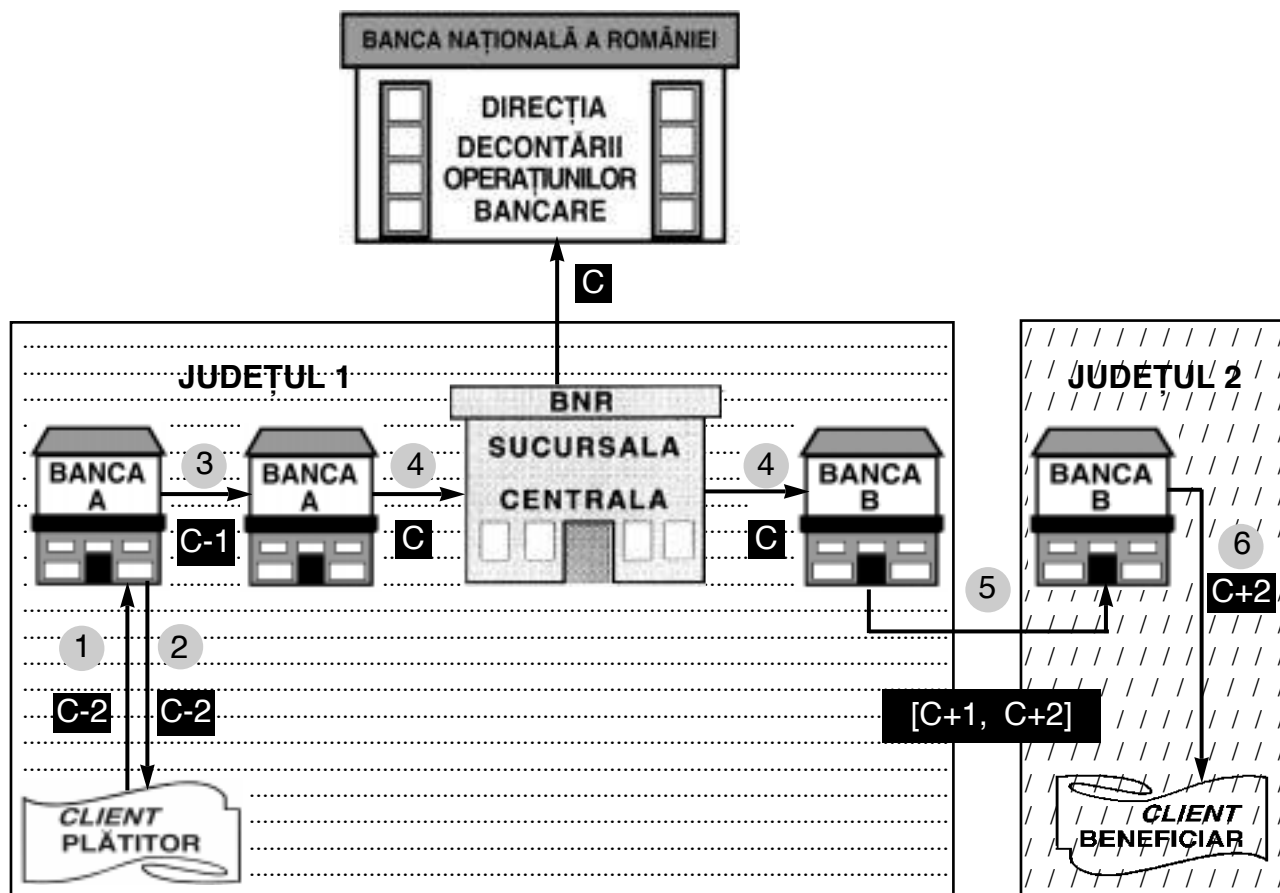 BANCA NAȚIONALĂ A ROMÂNIEI
DIRECȚIA
DECONTĂRII
OPERAȚIUNILOR
BANCARE
C
JUDEȚUL 1
JUDEȚUL 2
BNR
SUCURSALA
CENTRALA
BANCA
A
3
C-1
BANCA
A
4
C
4
C
BANCA
B
BANCA
B
5
6
C+2
1
C-2
2
C-2
[C+1, C+2]
CLIENT
PLĂTITOR
CLIENT
BENEFICIAR